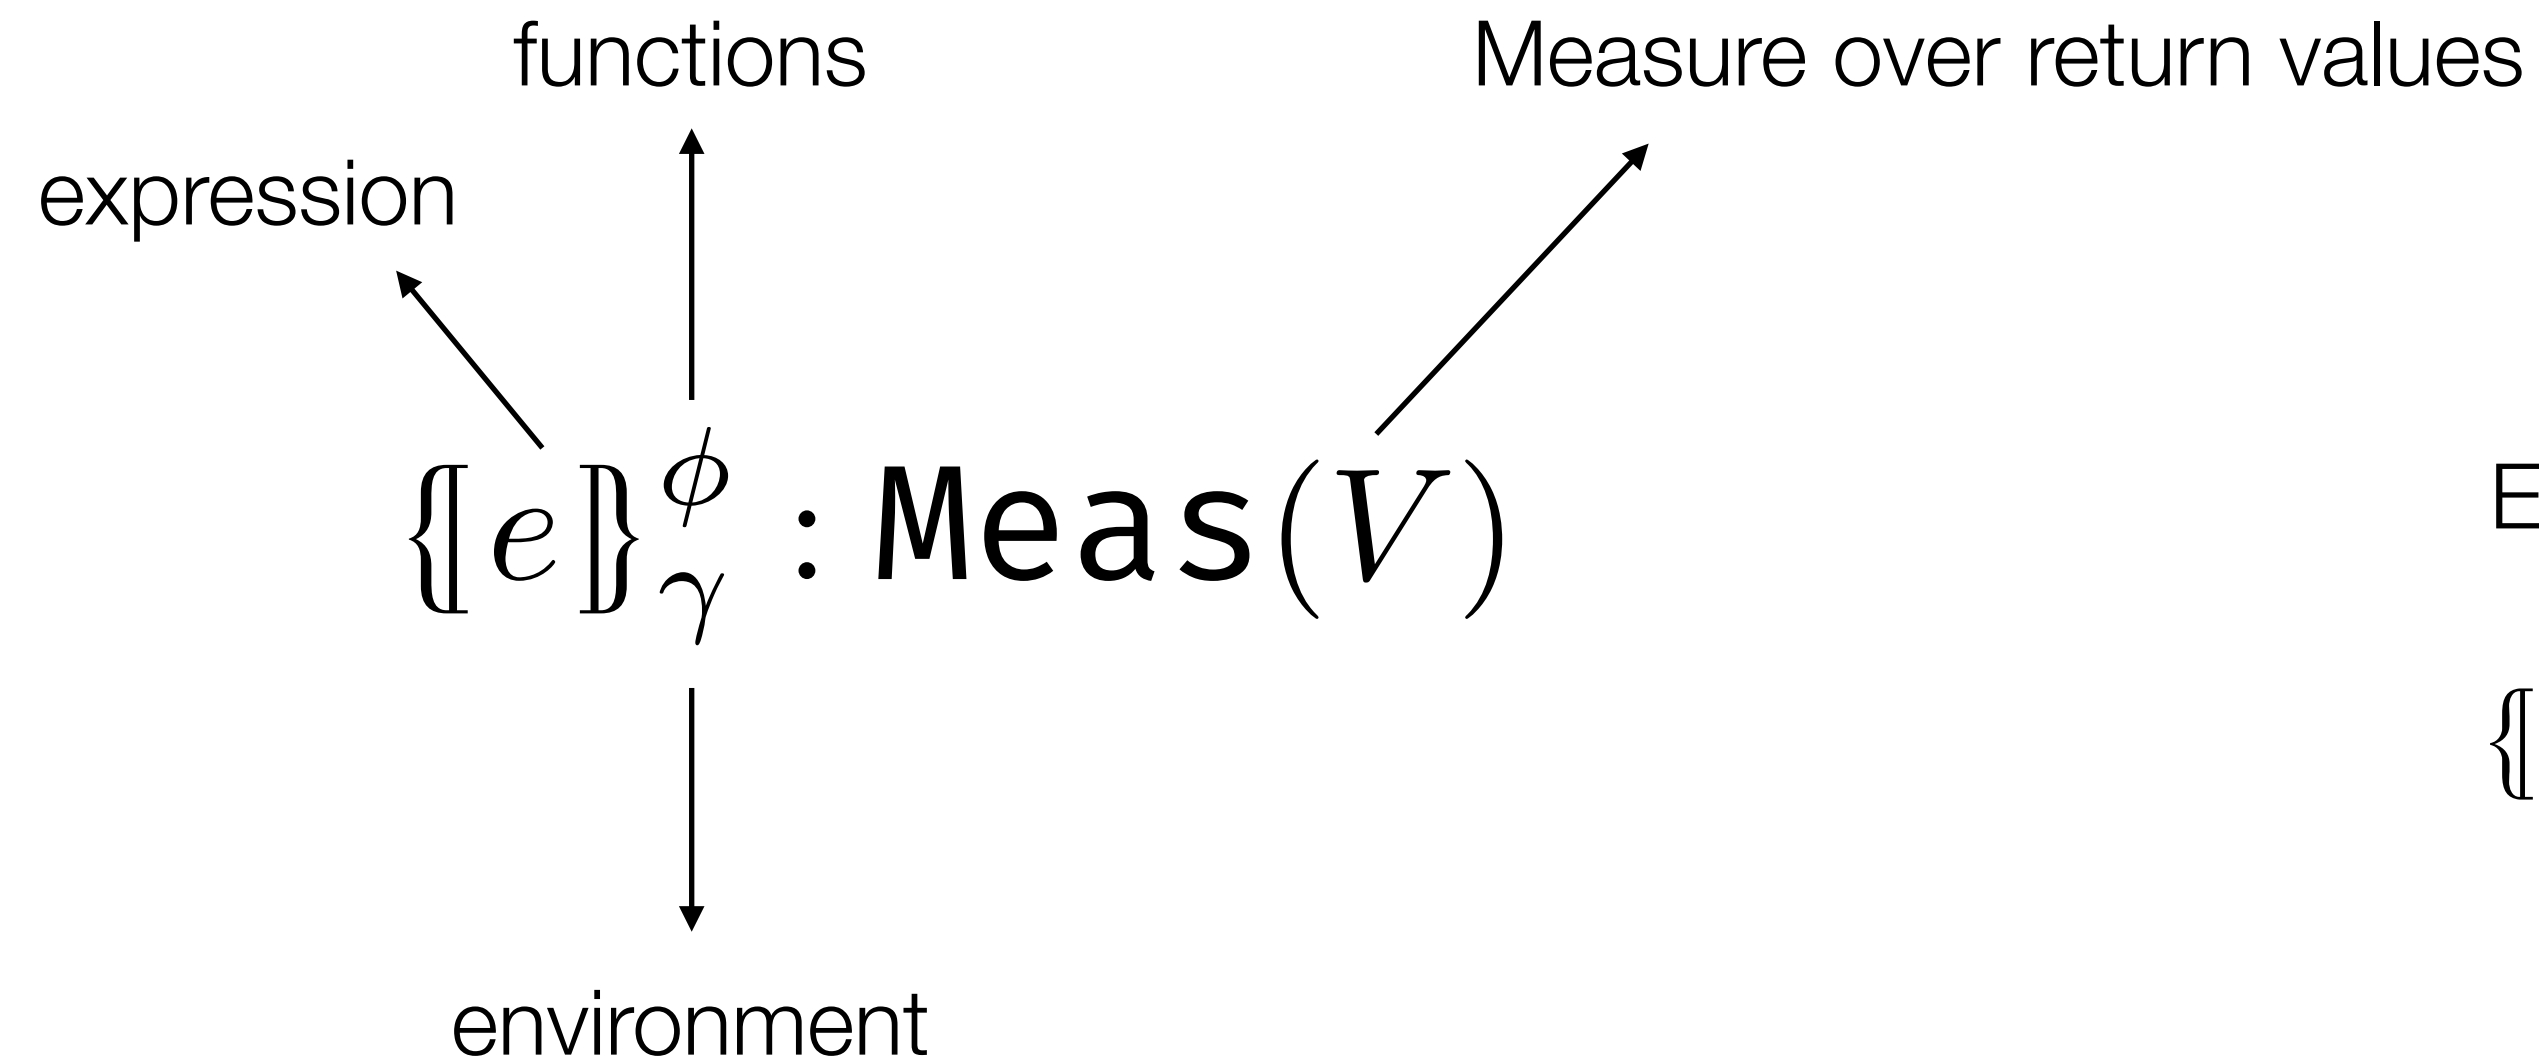 functions
Measure over return values
expression
⦃e⦄^ϕ_γ : Meas(V)
E
{[
environment